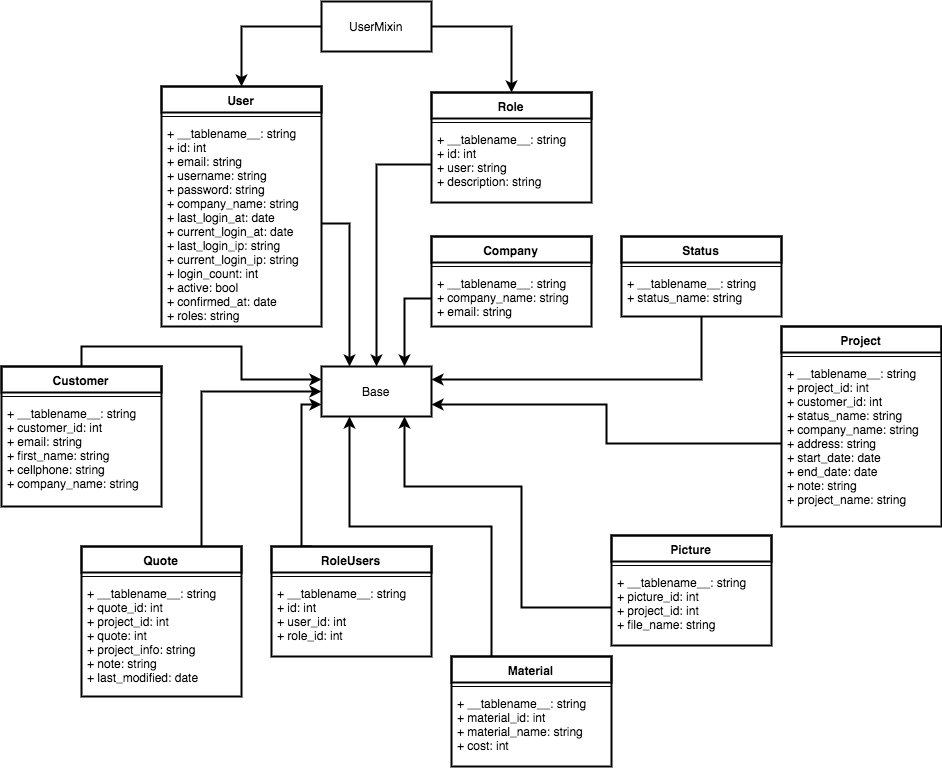 UserMixin
User
+ __tablename__: string
+ id: int
+ email: string
+ username: string
+ password: string
+ company_name: string
+ last_login_at: date
+ current_login_at: date
+ last_login_ip: string
+ current_login_ip: string
+ login_count: int
+ active: bool
+ confirmed_at: date
+ roles: string
Role
+ __tablename__: string
+ id: int
+ user: string
+ description: string
Company
+ __tablename__: string
+ company_name: string
+ email: string
Status
+ __tablename__: string
+ status_name: string
Project
+ __tablename__: string
+ project_id: int
+ customer_id: int
+ status_name: string
+ company_name: string
+ address: string
+ start_date: date
+ end_date: date
+ note: string
+ project_name: string
Customer
+ __tablename__: string
+ customer_id: int
+ email: string
+ first_name: string
+ cellphone: string
+ company_name: string
Base
Quote
+ __tablename__: string
+ quote_id: int
+ project_id: int
+ quote: int
+ project_info: string
+ note: string
+ last_modified: date
RoleUsers
+ __tablename__: string
+ id: int
+ user_id: int
+ role_id: int
Picture
+ __tablename__: string
+ picture_id: int
+ project_id: int
+ file_name: string
Material
+ __tablename__: string
+ material_id: int
+ material_name: string
+ cost: int